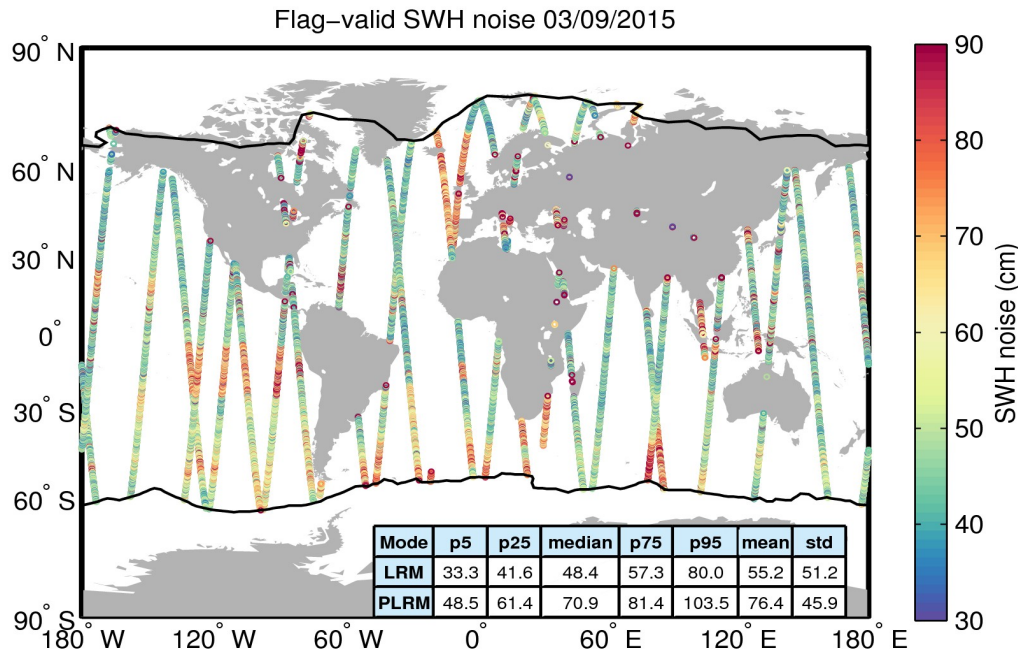 Flag−valid SWH noise 03/09/2015
90° N
60° N
30° N
0°
30° S
60° S
90° S
180° W
120° W
60° W
0°
60° E
120° E
180° E
90
80
70
60
50
40
30
SWH noise (cm)
Mode p5 p25 median p75 p95 mean std
LRM 33.3 41.6 48.4 57.3 80.0 55.2 51.2
PLRM 48.5 61.4 70.9 81.4 103.5 76.4 45.9